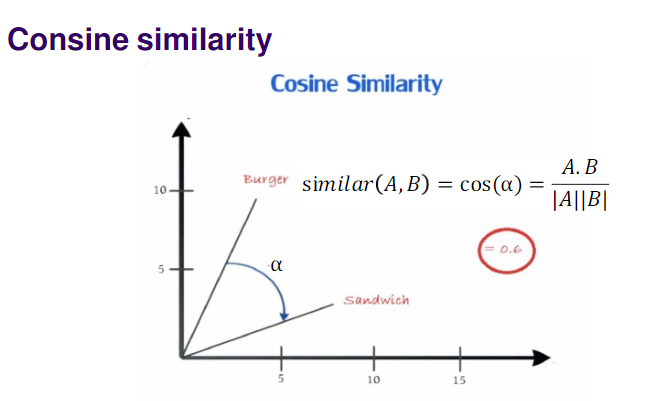 Consine similarity
Cosine Similarity
Burger
similar(A, B) = cos(α) = A. B / |A||B|
10
= 0.6
α
5
Sandwich
5
10
15